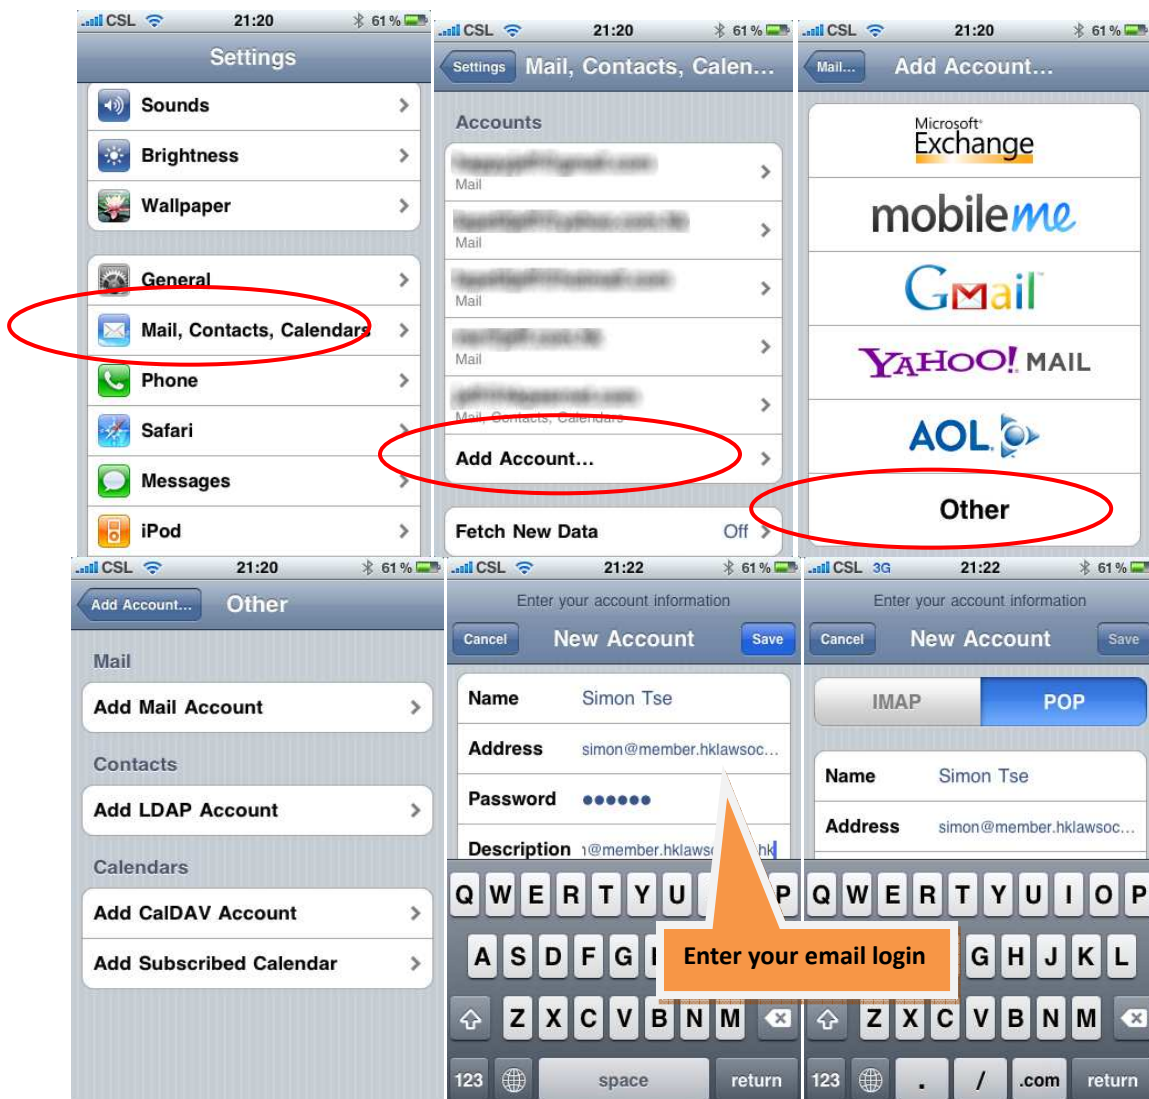 CSL 21:20 61%
Settings
Sounds
Brightness
Wallpaper
General
Mail, Contacts, Calendars
Phone
Safari
Messages
iPod
CSL 21:20 61%
Settings Mail, Contacts, Calen...
Accounts
Mail
Mail
Mail
Mail
Mail, Contacts, Calendars
Add Account...
Fetch New Data Off
CSL 21:20 61%
Mail... Add Account...
Microsoft
Exchange
mobileme
Gmail
YAHOO! MAIL
AOL
Other
CSL 21:20 61%
Add Account... Other
Mail
Add Mail Account
Contacts
Add LDAP Account
Calendars
Add CalDAV Account
Add Subscribed Calendar
CSL 21:22 61%
Enter your account information
Cancel New Account Save
Name Simon Tse
Address simon@member.hklawsoc...
Password
Description @member.hklaws hk
Q W E R T Y U P
A S D F G
Enter your email login
Z X C V B N M
123 space return
CSL 3G 21:22 61%
Enter your account information
Cancel New Account Save
IMAP POP
Name Simon Tse
Address simon@member.hklawsoc...
Q W E R T Y U I O P
G H J K L
Z X C V B N M
123 . / .com return